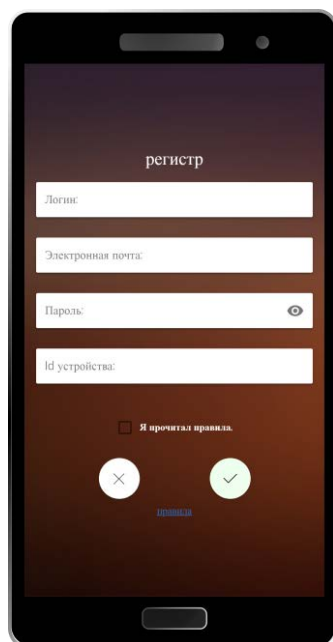 регистр
Логин:
Электронная почта:
Пароль:
Id устройства:
Я прочитал правила.
правила